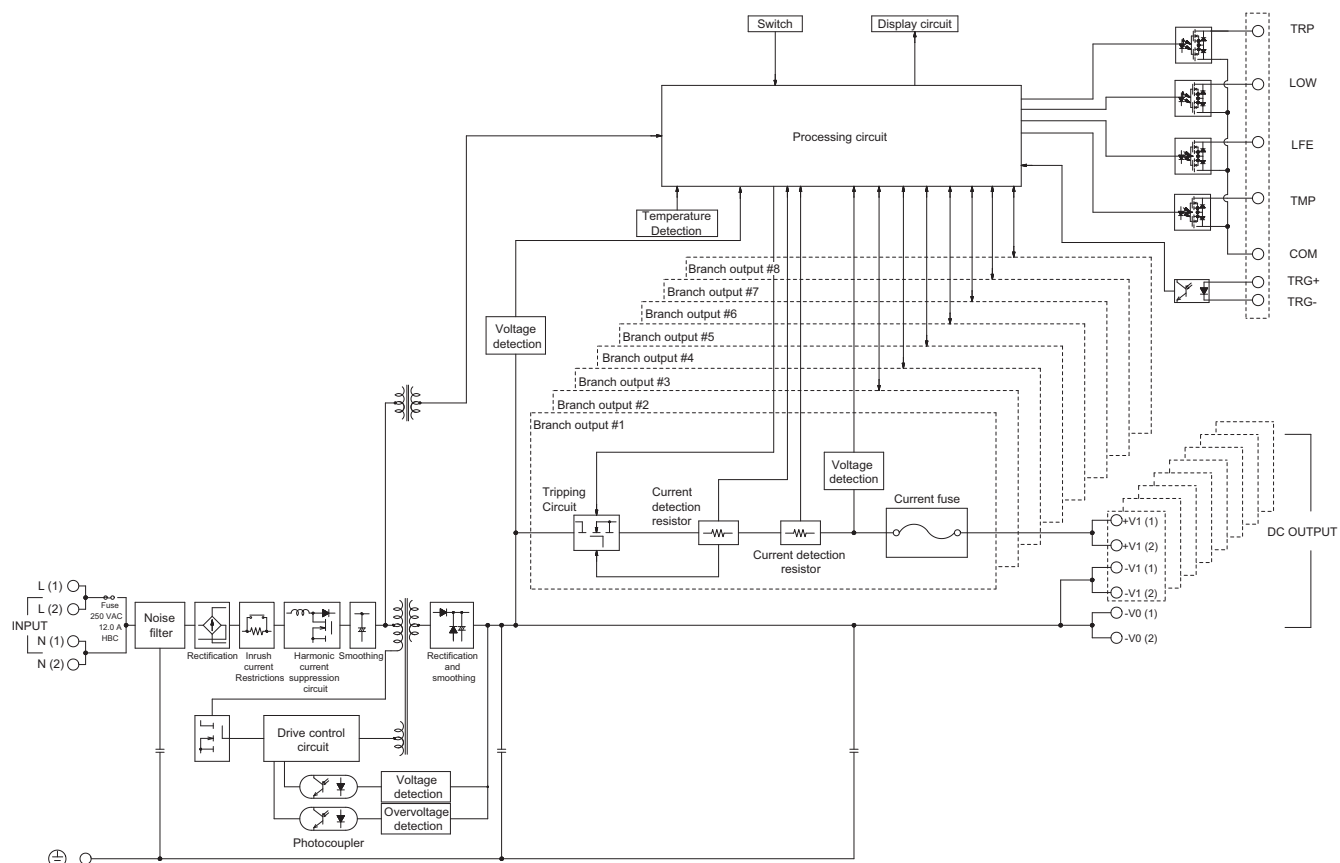 Switch
Display circuit
TRP
LOW
Processing circuit
LFE
TMP
Temperature
Detection
COM
TRG+
TRG-
Branch output #8
Branch output #7
Branch output #6
Branch output #5
Branch output #4
Branch output #3
Branch output #2
Branch output #1
Voltage
detection
Voltage
detection
Tripping
Circuit
Current
detection
resistor
Current detection
resistor
Current fuse
+V1 (1)
+V1 (2)
-V1 (1)
-V1 (2)
-V0 (1)
-V0 (2)
DC OUTPUT
L (1)
L (2)
INPUT
N (1)
N (2)
Fuse
250 VAC
12.0 A
HBC
Noise
filter
Rectification
Inrush
current
Restrictions
Harmonic
current
suppression
circuit
Smoothing
Rectification
and
smoothing
Drive control
circuit
Voltage
detection
Overvoltage
detection
Photocoupler